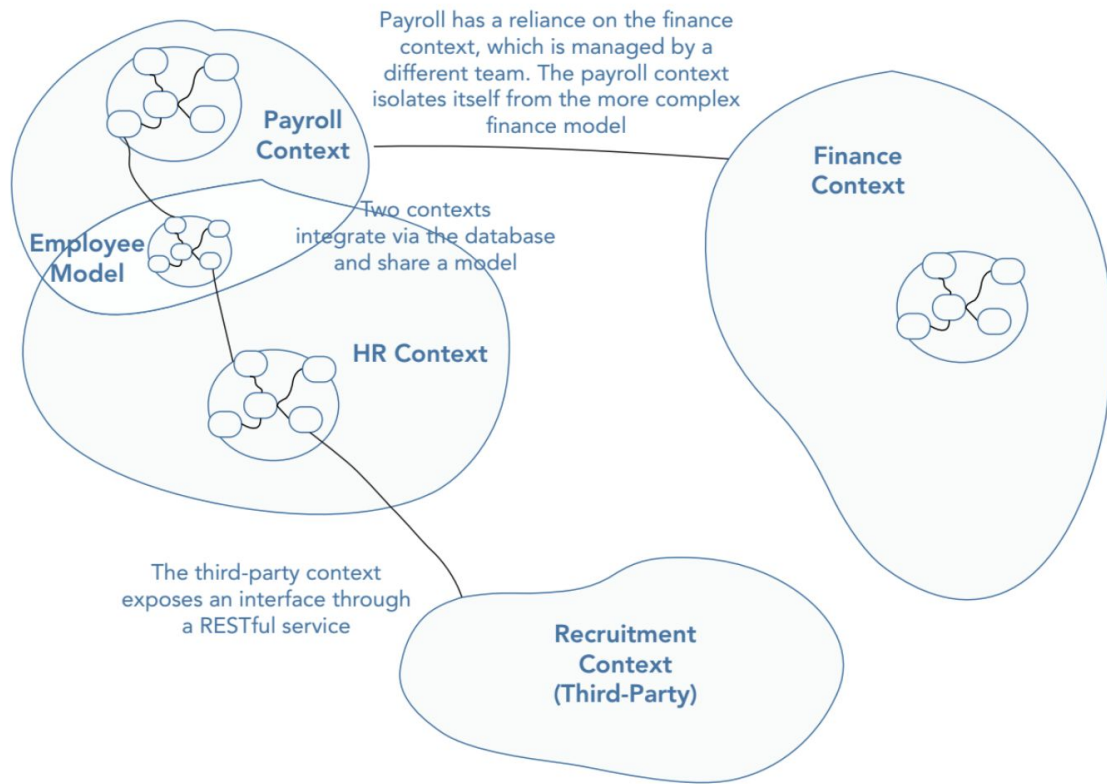 Payroll has a reliance on the finance
context, which is managed by a
different team. The payroll context
isolates itself from the more complex
finance model
Payroll
Context
Finance
Context
Two contexts
integrate via the database
and share a model
Employee
Model
HR Context
The third-party context
exposes an interface through
a RESTful service
Recruitment
Context
(Third-Party)